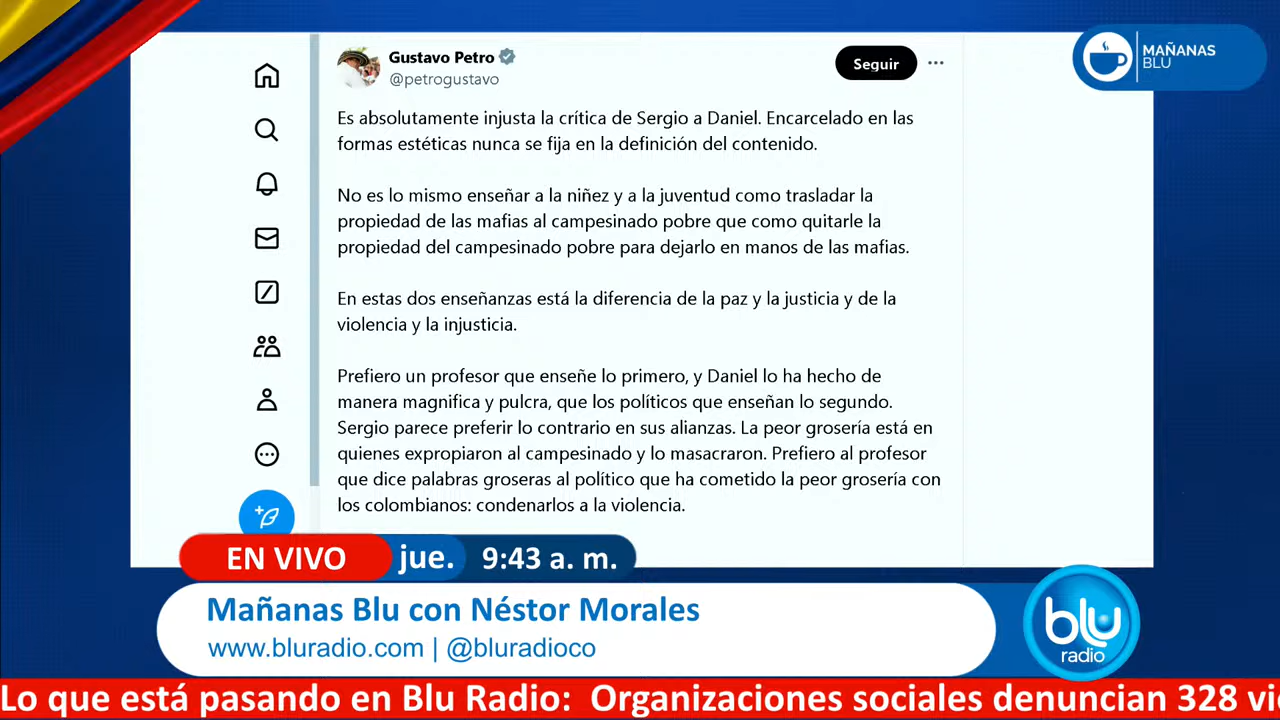 MAÑANAS
BLU
Gustavo Petro
@petrogustavo
Seguir
Es absolutamente injusta la crítica de Sergio a Daniel. Encarcelado en las
formas estéticas nunca se fija en la definición del contenido.
No es lo mismo enseñar a la niñez y a la juventud como trasladar la
propiedad de las mafias al campesinado pobre que como quitarle la
propiedad del campesinado pobre para dejarlo en manos de las mafias.
En estas dos enseñanzas está la diferencia de la paz y la justicia y de la
violencia y la injusticia.
Prefiero un profesor que enseñe lo primero, y Daniel lo ha hecho de
manera magnifica y pulcra, que los políticos que enseñan lo segundo.
Sergio parece preferir lo contrario en sus alianzas. La peor grosería está en
quienes expropiaron al campesinado y lo masacraron. Prefiero al profesor
que dice palabras groseras al político que ha cometido la peor grosería con
los colombianos: condenarlos a la violencia.
EN VIVO jue. 9:43 a. m.
Mañanas Blu con Néstor Morales
www.bluradio.com | @bluradioco
blu
radio
Lo que está pasando en Blu Radio: Organizaciones sociales denuncian 328